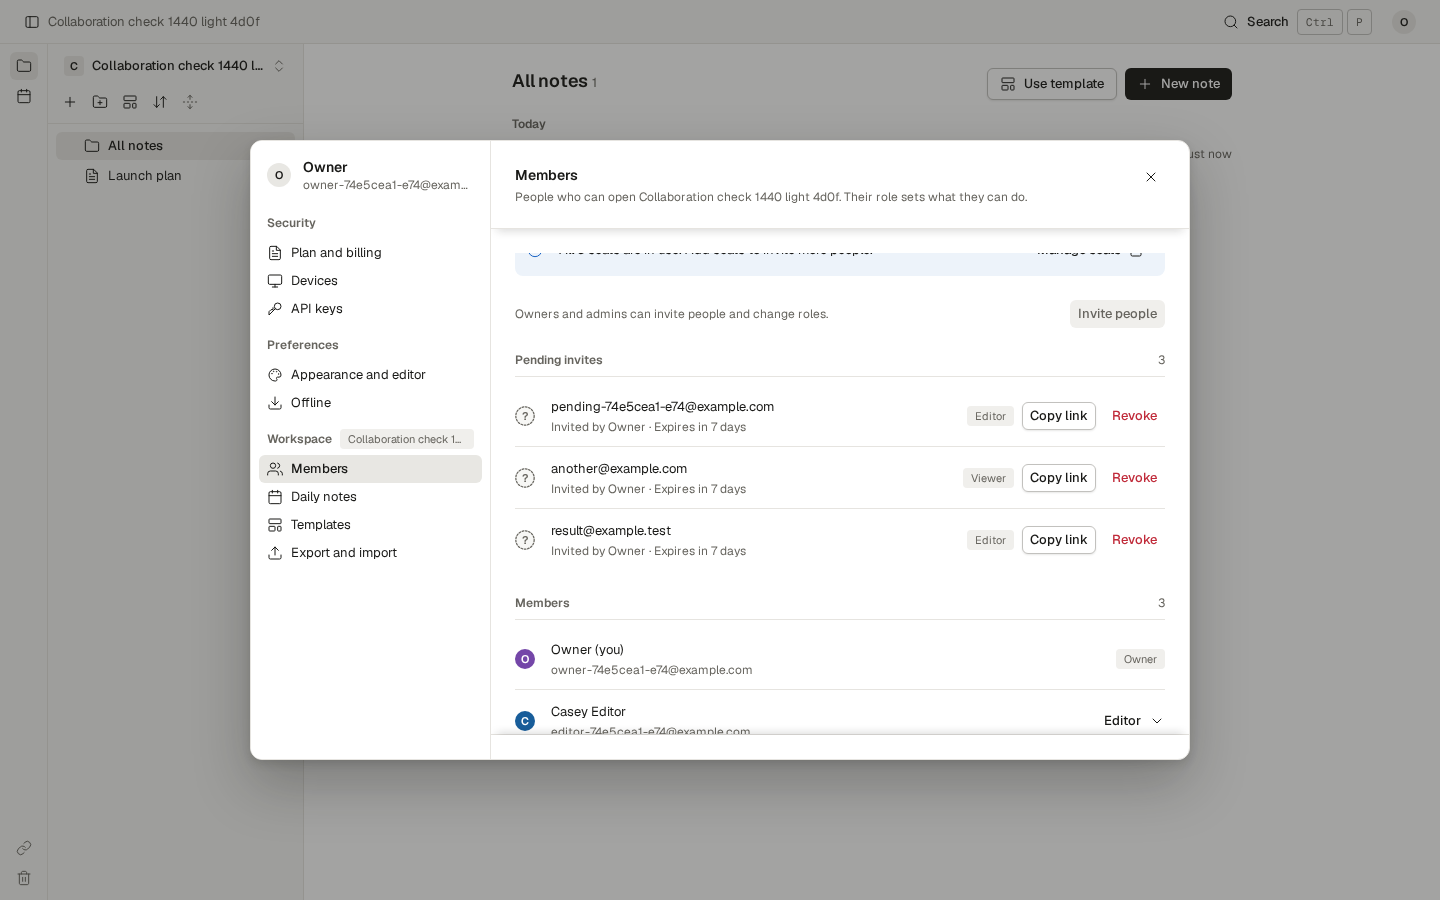 Collaboration check 1440 light 4d0f
Search
Ctrl
P
O
C
Collaboration check 1440 l...
All notes 1
Use template
New note
Today
All notes
Launch plan
ust now
O
Owner
owner-74e5cea1-e74@exam...
Security
Plan and billing
Devices
API keys
Preferences
Appearance and editor
Offline
Workspace
Collaboration check 1...
Members
Daily notes
Templates
Export and import
Members
People who can open Collaboration check 1440 light 4d0f. Their role sets what they can do.
Owners and admins can invite people and change roles.
Invite people
Pending invites
3
?
pending-74e5cea1-e74@example.com
Invited by Owner · Expires in 7 days
Editor
Copy link
Revoke
?
another@example.com
Invited by Owner · Expires in 7 days
Viewer
Copy link
Revoke
?
result@example.test
Invited by Owner · Expires in 7 days
Editor
Copy link
Revoke
Members
3
O
Owner (you)
owner-74e5cea1-e74@example.com
Owner
C
Casey Editor
editor-74e5cea1-e74@example.com
Editor